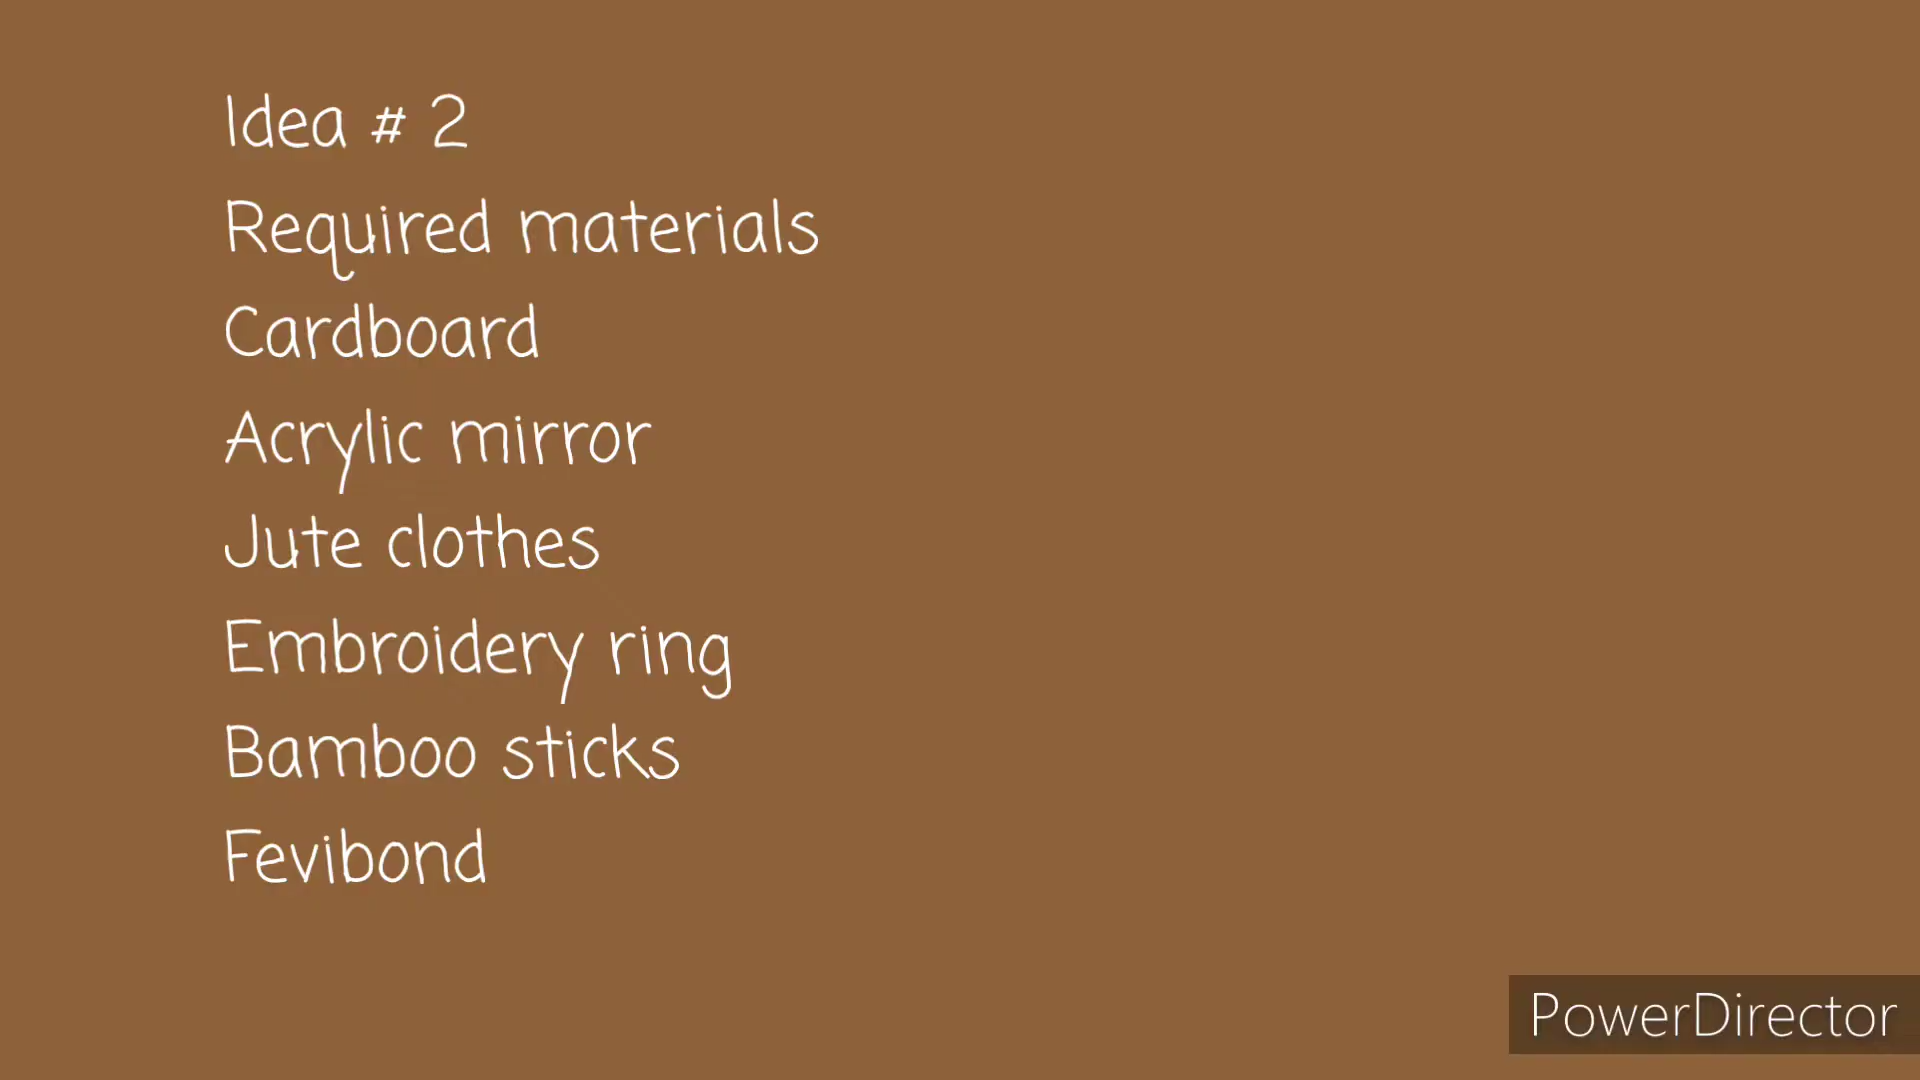 Idea # 2
Required materials
Cardboard
Acrylic mirror
Jute clothes
Embroidery ring
Bamboo sticks
Fevibond
PowerDirector